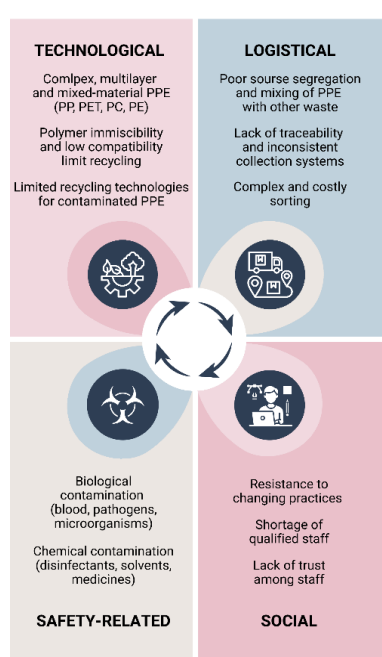 TECHNOLOGICAL
Comlpex, multilayer
and mixed-material PPE
(PP, PET, PC, PE)
Polymer immiscibility
and low compatibility
limit recycling
Limited recycling technologies
for contaminated PPE
LOGISTICAL
Poor sourse segregation
and mixing of PPE
with other waste
Lack of traceability
and inconsistent
collection systems
Complex and costly
sorting
Biological
contamination
(blood, pathogens,
microorganisms)
Chemical contamination
(disinfectants, solvents,
medicines)
SAFETY-RELATED
Resistance to
changing practices
Shortage of
qualified staff
Lack of trust
among staff
SOCIAL